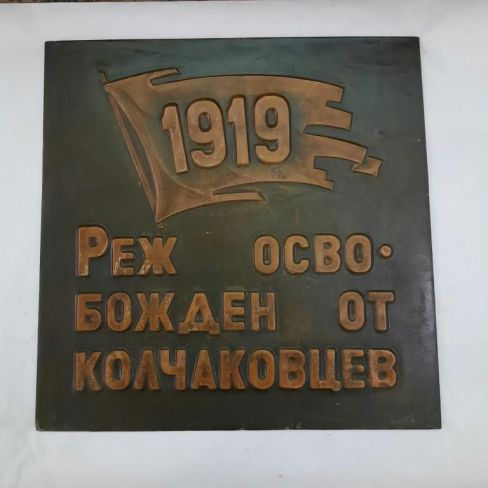 1919
Реж осво·
божден от
колчаковцев